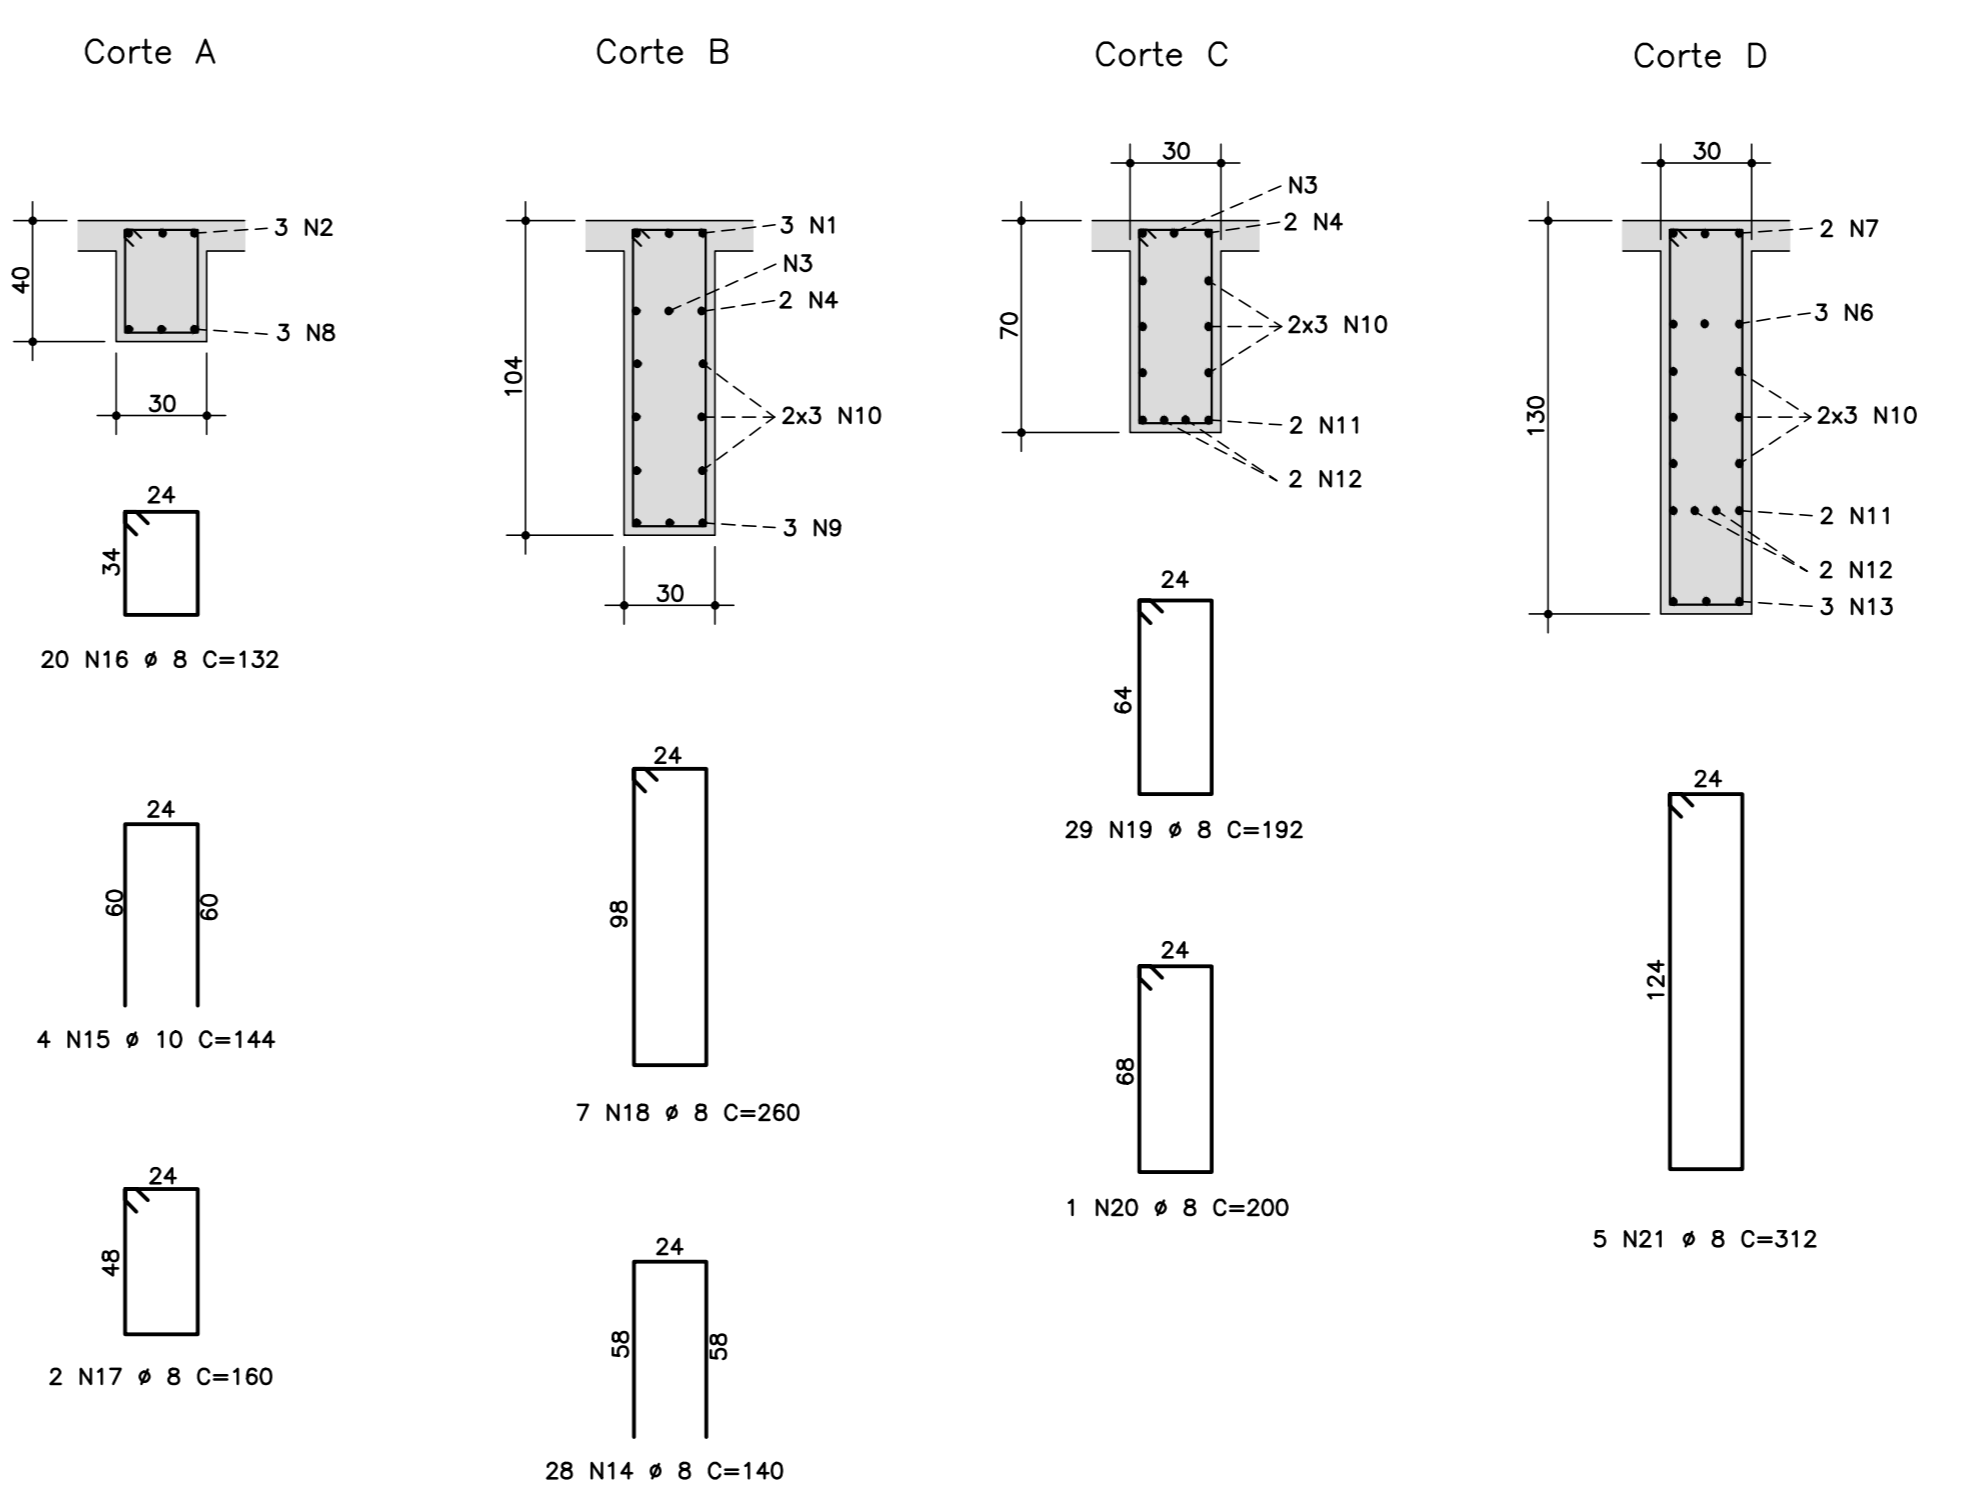 Corte A
40
3 N2
3 N8
30
24
34
20 N16 ø 8 C=132
24
60
60
4 N15 ø 10 C=144
24
48
2 N17 ø 8 C=160
Corte B
104
3 N1
N3
2 N4
2x3 N10
3 N9
30
24
98
7 N18 ø 8 C=260
24
58
58
28 N14 ø 8 C=140
Corte C
30
70
N3
2 N4
2x3 N10
2 N11
2 N12
24
64
29 N19 ø 8 C=192
24
68
1 N20 ø 8 C=200
Corte D
30
130
2 N7
3 N6
2x3 N10
2 N11
2 N12
3 N13
24
124
5 N21 ø 8 C=312